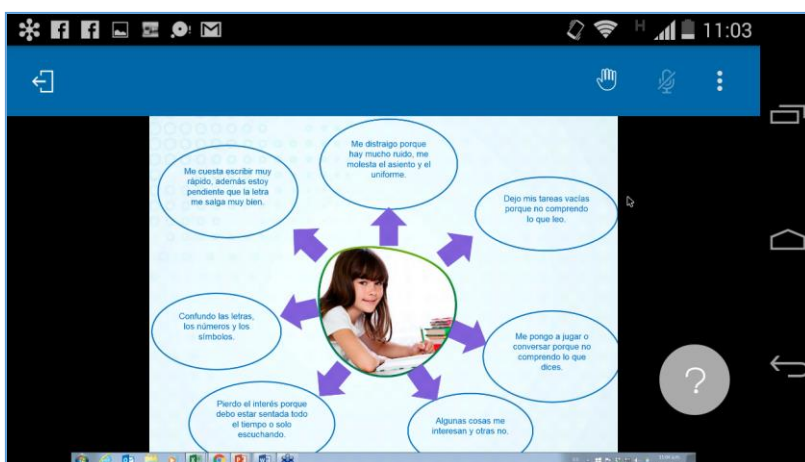 H 11:03
Me distraigo porque
hay mucho ruido, me
molesta el asiento y el
uniforme.
Me cuesta escribir muy
rápido, además estoy
pendiente que la letra
me salga muy bien.
Dejo mis tareas vacías
porque no comprendo
lo que leo.
Confundo las letras,
los números y los
símbolos.
Me pongo a jugar o
conversar porque no
comprendo lo que
dices.
?
Pierdo el interés porque
debo estar sentada todo
el tiempo o solo
escuchando.
Algunas cosas me
interesan y otras no.